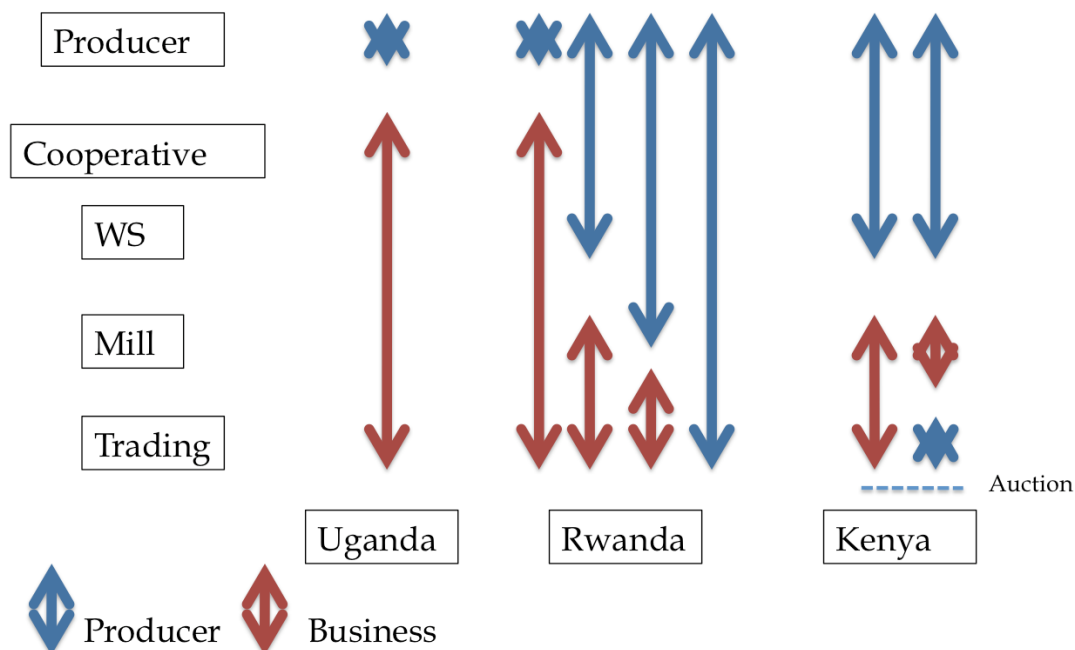 Producer
Cooperative
WS
Mill
Trading
Auction
Uganda
Rwanda
Kenya
Producer
Business